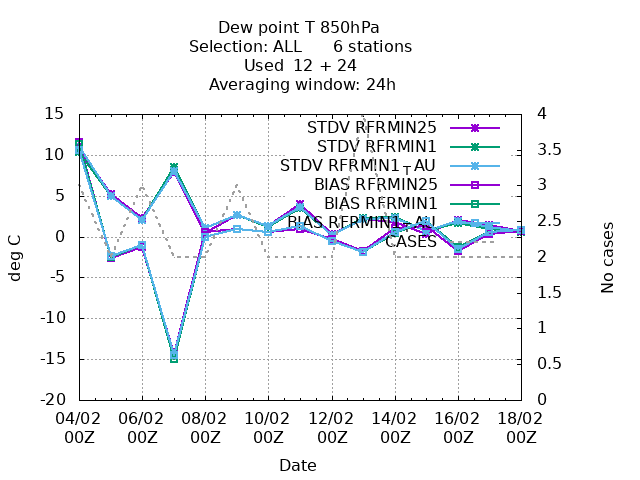 Dew point T 850hPa
Selection: ALL 6 stations
Used 12 + 24
Averaging window: 24h
15
10
5
0
-5
-10
-15
-20
deg C
4
3.5
3
2.5
2
1.5
1
0.5
0
No cases
STDV RFRMIN25
STDV RFRMIN1
STDV RFRMIN1_AU
BIAS RFRMIN25
BIAS RFRMIN1
BIAS RFRMIN1_AU
CASES
04/02 06/02 08/02 10/02 12/02 14/02 16/02 18/02
00Z 00Z 00Z 00Z 00Z 00Z 00Z 00Z
Date